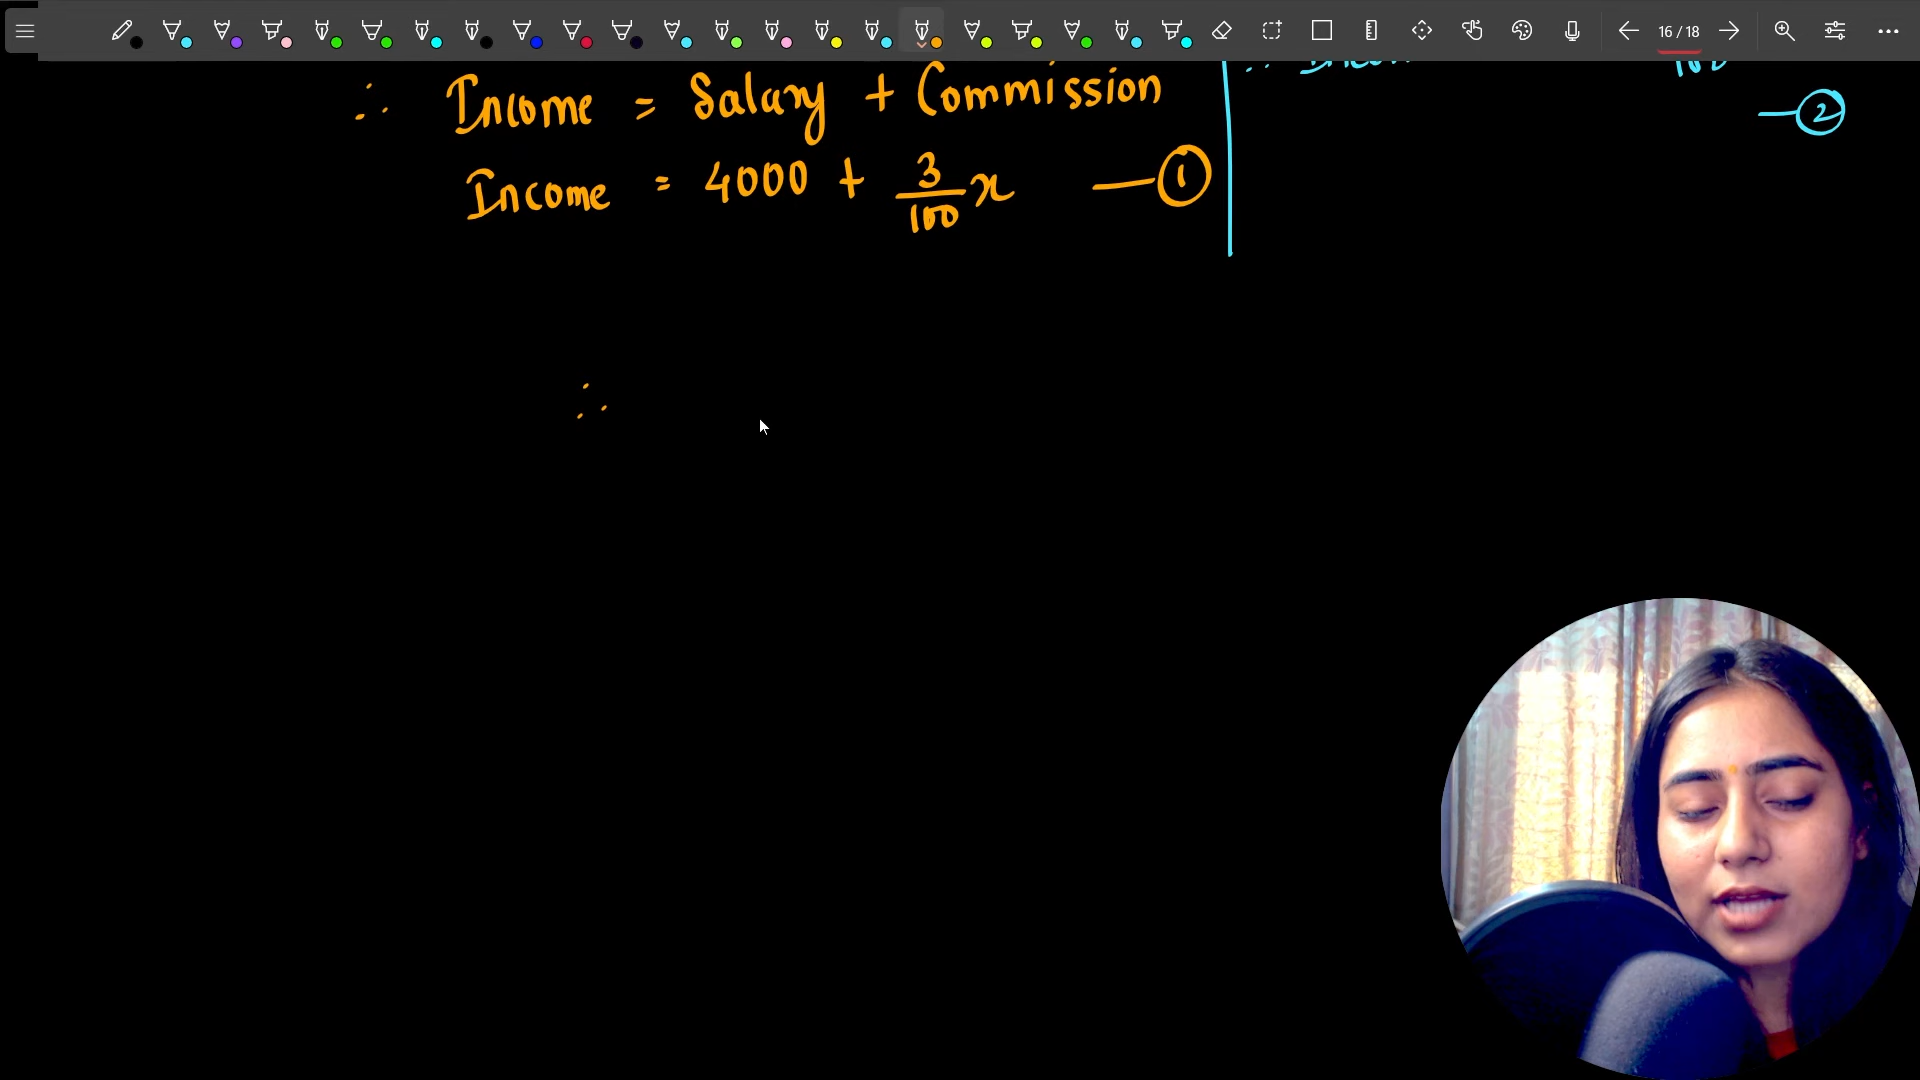 16 / 18
∴ Income = Salary + Commission
Income = 4000 + 3/100 x — ①
∴
— ②